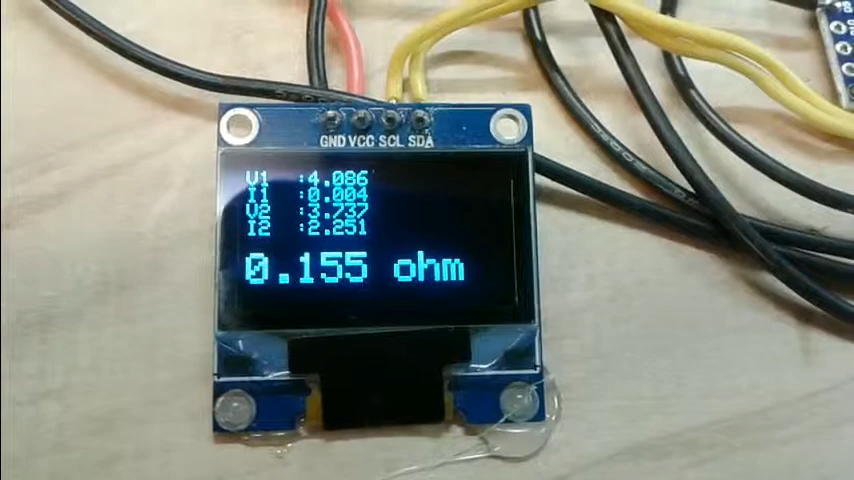 GND VCC SCL SDA
V1 :4.086
I1 :0.004
V2 :3.737
I2 :2.251
0.155 ohm